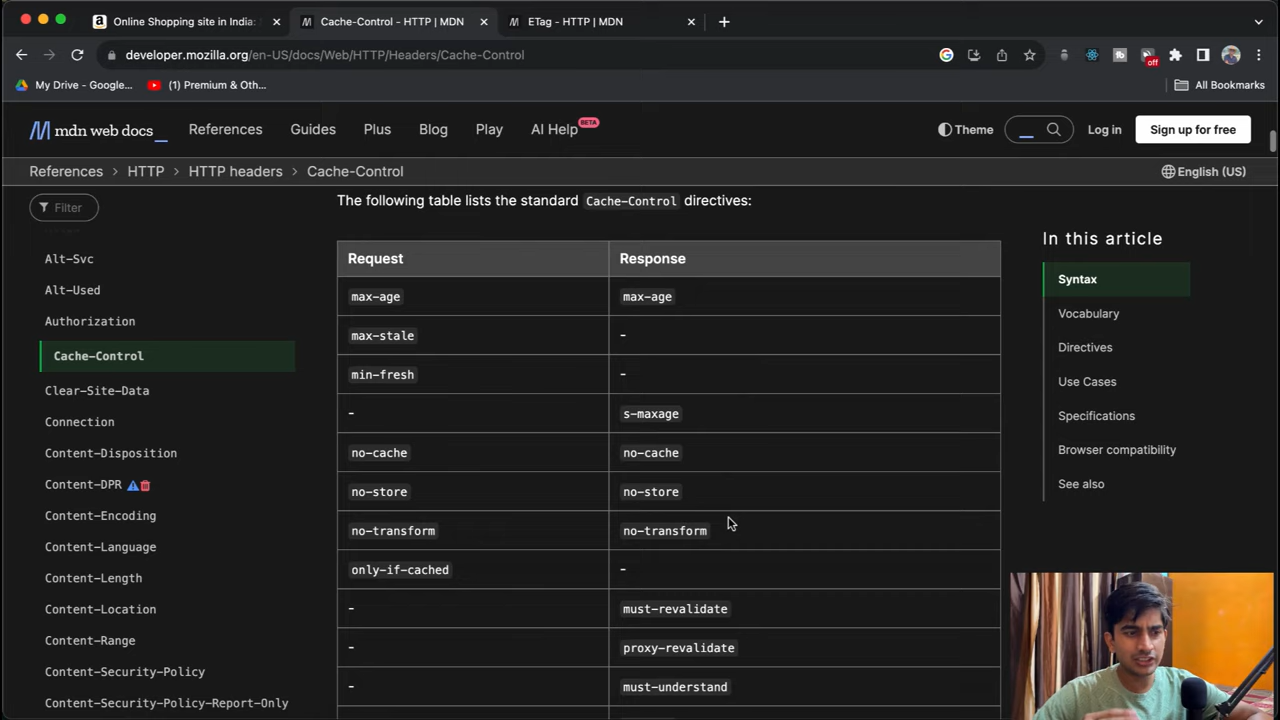 Online Shopping site in India:
Cache-Control - HTTP | MDN
ETag - HTTP | MDN
developer.mozilla.org/en-US/docs/Web/HTTP/Headers/Cache-Control
off
My Drive - Google...
(1) Premium & Oth...
All Bookmarks
mdn web docs_
References
Guides
Plus
Blog
Play
AI Help
BETA
Theme
Log in
Sign up for free
References > HTTP > HTTP headers > Cache-Control
English (US)
Filter
Alt-Svc
Alt-Used
Authorization
Cache-Control
Clear-Site-Data
Connection
Content-Disposition
Content-DPR
Content-Encoding
Content-Language
Content-Length
Content-Location
Content-Range
Content-Security-Policy
Content-Security-Policy-Report-Only
The following table lists the standard Cache-Control directives:
Request Response
max-age max-age
max-stale -
min-fresh -
- s-maxage
no-cache no-cache
no-store no-store
no-transform no-transform
only-if-cached -
- must-revalidate
- proxy-revalidate
- must-understand
In this article
Syntax
Vocabulary
Directives
Use Cases
Specifications
Browser compatibility
See also